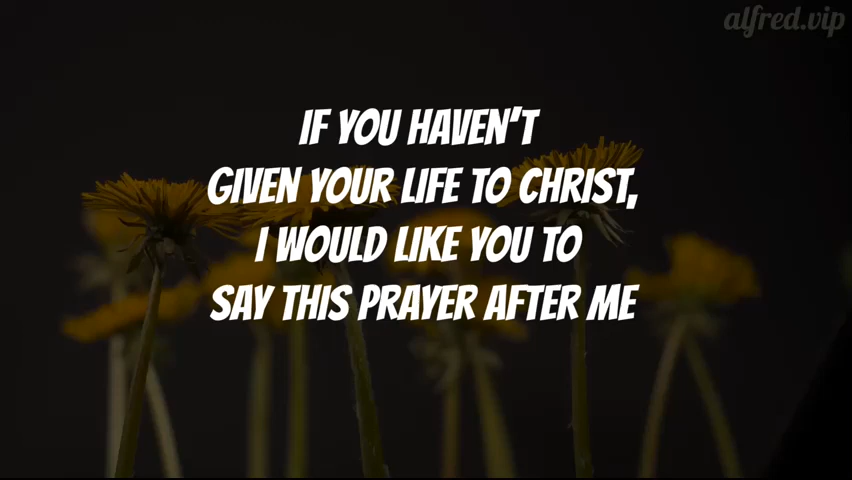 alfred.vip
IF YOU HAVEN'T
GIVEN YOUR LIFE TO CHRIST,
I WOULD LIKE YOU TO
SAY THIS PRAYER AFTER ME